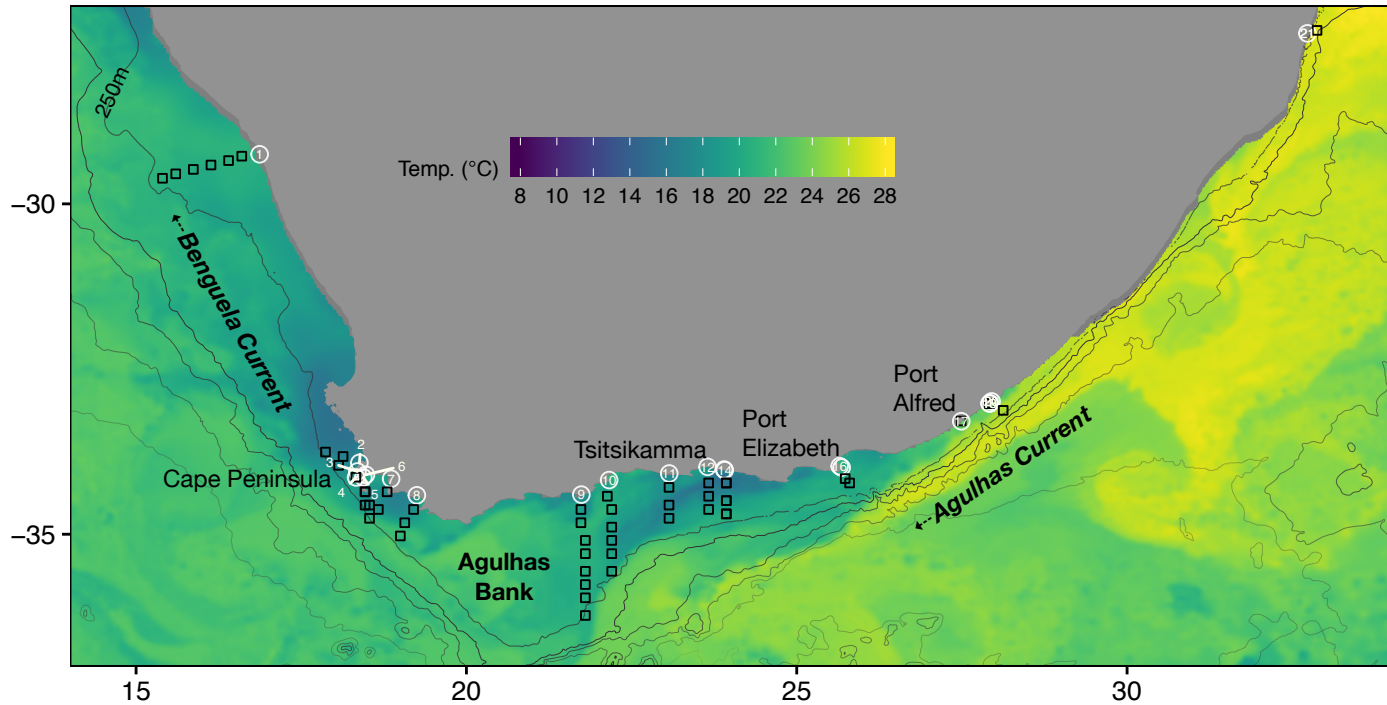 21
250m
1
Temp. (°C)
8 10 12 14 16 18 20 22 24 26 28
−30
Benguela Current
Port
Alfred
17
Port
Elizabeth
16
Agulhas Current
Tsitsikamma
2
3
6
Cape Peninsula
4
5
7
8
9
10
11
12
14
−35
Agulhas
Bank
15 20 25 30